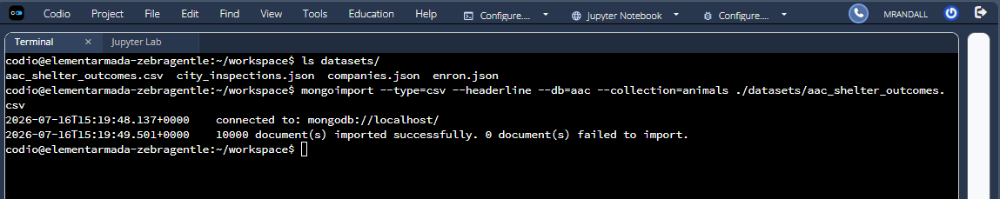 Codio Project File Edit Find View Tools Education Help Configure.... Jupyter Notebook Configure.... MRANDALL
Terminal × Jupyter Lab
codio@elementarmada-zebragentle:~/workspace$ ls datasets/
aac_shelter_outcomes.csv  city_inspections.json  companies.json  enron.json
codio@elementarmada-zebragentle:~/workspace$ mongoimport --type=csv --headerline --db=aac --collection=animals ./datasets/aac_shelter_outcomes.
csv
2026-07-16T15:19:48.137+0000    connected to: mongodb://localhost/
2026-07-16T15:19:49.501+0000    10000 document(s) imported successfully. 0 document(s) failed to import.
codio@elementarmada-zebragentle:~/workspace$